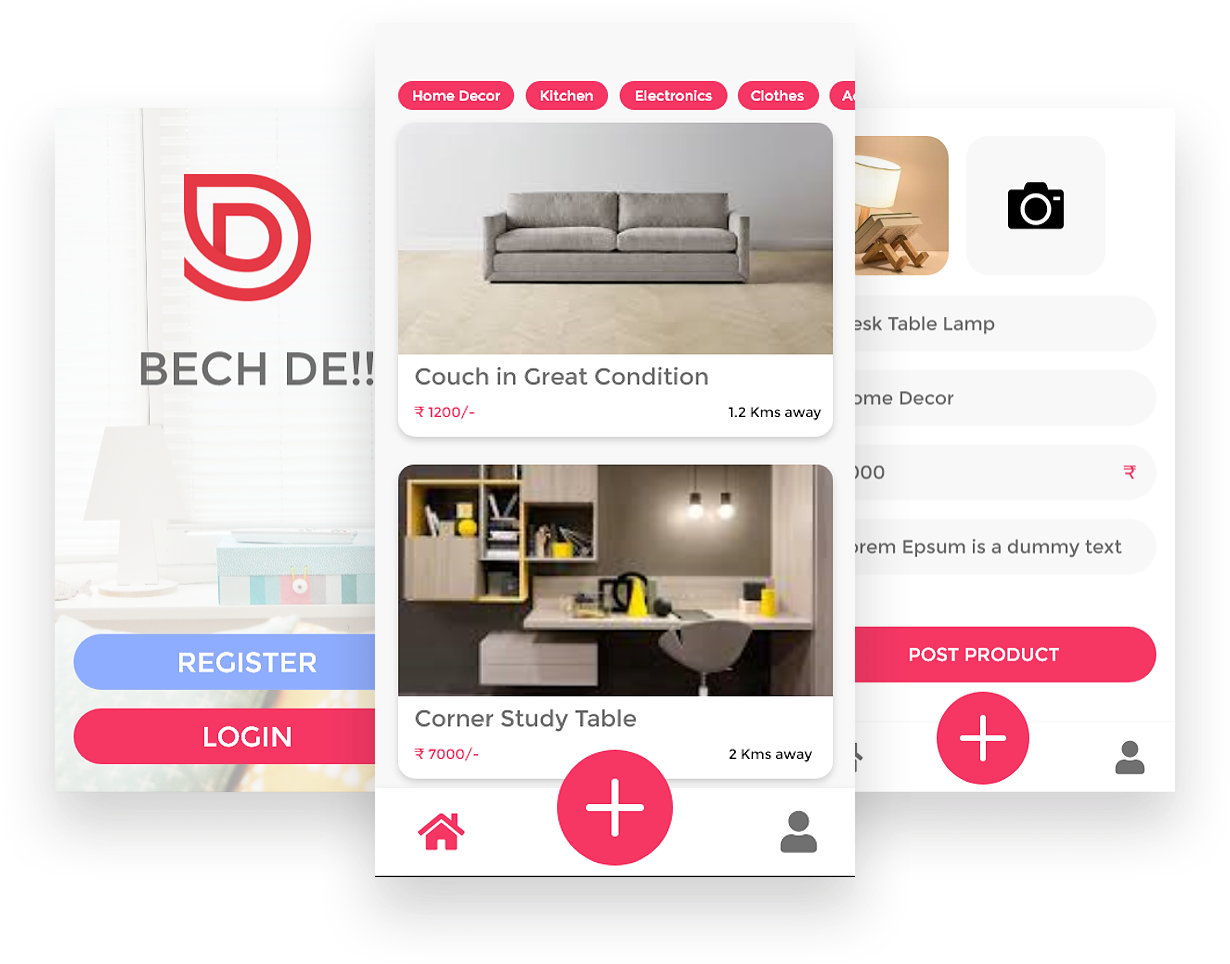 BECH DE!!
REGISTER
LOGIN
Home Decor Kitchen Electronics Clothes
Couch in Great Condition
₹ 1200/- 1.2 Kms away
Corner Study Table
₹ 7000/- 2 Kms away
esk Table Lamp
ome Decor
000 ₹
orem Epsum is a dummy text
POST PRODUCT